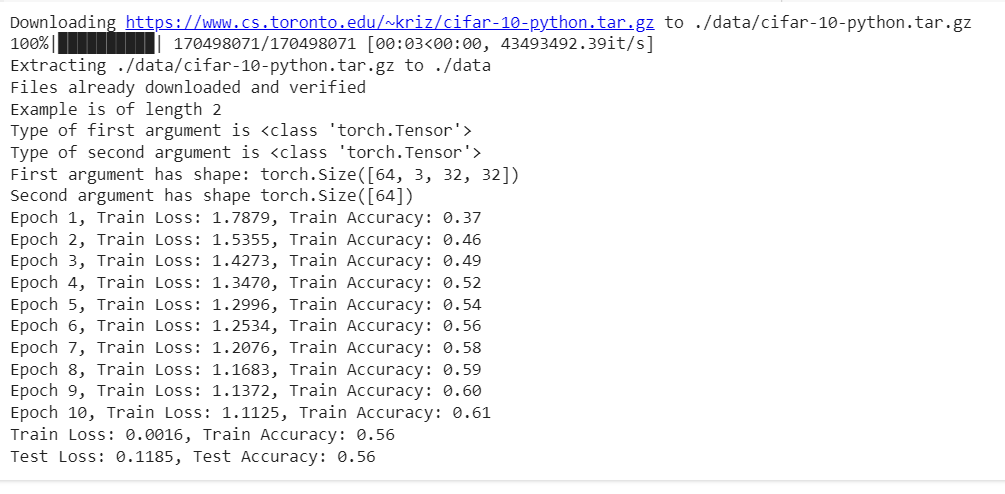 Downloading https://www.cs.toronto.edu/~kriz/cifar-10-python.tar.gz to ./data/cifar-10-python.tar.gz
100%|██████████| 170498071/170498071 [00:03<00:00, 43493492.39it/s]
Extracting ./data/cifar-10-python.tar.gz to ./data
Files already downloaded and verified
Example is of length 2
Type of first argument is <class 'torch.Tensor'>
Type of second argument is <class 'torch.Tensor'>
First argument has shape: torch.Size([64, 3, 32, 32])
Second argument has shape torch.Size([64])
Epoch 1, Train Loss: 1.7879, Train Accuracy: 0.37
Epoch 2, Train Loss: 1.5355, Train Accuracy: 0.46
Epoch 3, Train Loss: 1.4273, Train Accuracy: 0.49
Epoch 4, Train Loss: 1.3470, Train Accuracy: 0.52
Epoch 5, Train Loss: 1.2996, Train Accuracy: 0.54
Epoch 6, Train Loss: 1.2534, Train Accuracy: 0.56
Epoch 7, Train Loss: 1.2076, Train Accuracy: 0.58
Epoch 8, Train Loss: 1.1683, Train Accuracy: 0.59
Epoch 9, Train Loss: 1.1372, Train Accuracy: 0.60
Epoch 10, Train Loss: 1.1125, Train Accuracy: 0.61
Train Loss: 0.0016, Train Accuracy: 0.56
Test Loss: 0.1185, Test Accuracy: 0.56